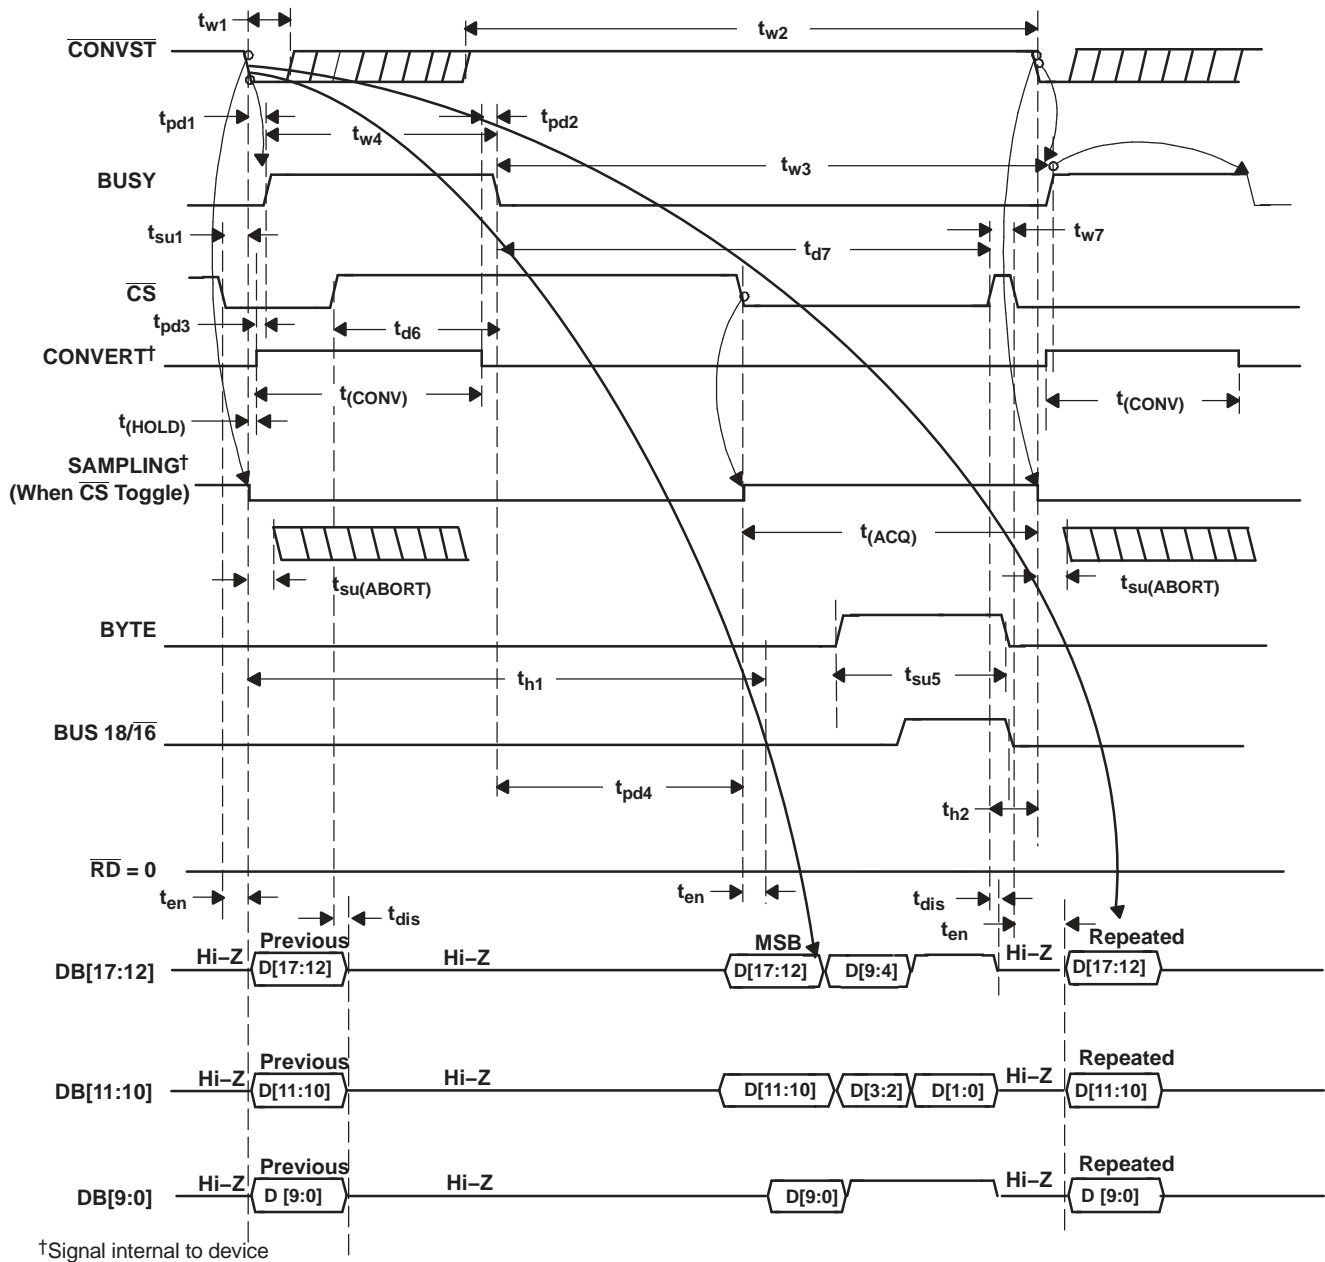 tw1
tw2
CONVST
tpd1
tw4
tpd2
tw3
BUSY
tsu1
tw7
td7
CS
tpd3
td6
CONVERT†
t(CONV)
t(CONV)
t(HOLD)
SAMPLING†
(When CS Toggle)
t(ACQ)
tsu(ABORT)
tsu(ABORT)
BYTE
th1
tsu5
BUS 18/16
tpd4
th2
RD = 0
ten
ten
tdis
tdis
ten
Previous
MSB
Repeated
DB[17:12]
Hi–Z
D[17:12]
Hi–Z
D[17:12]
D[9:4]
Hi–Z
D[17:12]
Previous
Repeated
DB[11:10]
Hi–Z
D[11:10]
Hi–Z
D[11:10]
D[3:2]
D[1:0]
Hi–Z
D[11:10]
Previous
Repeated
DB[9:0]
Hi–Z
D [9:0]
Hi–Z
D[9:0]
Hi–Z
D [9:0]
†Signal internal to device